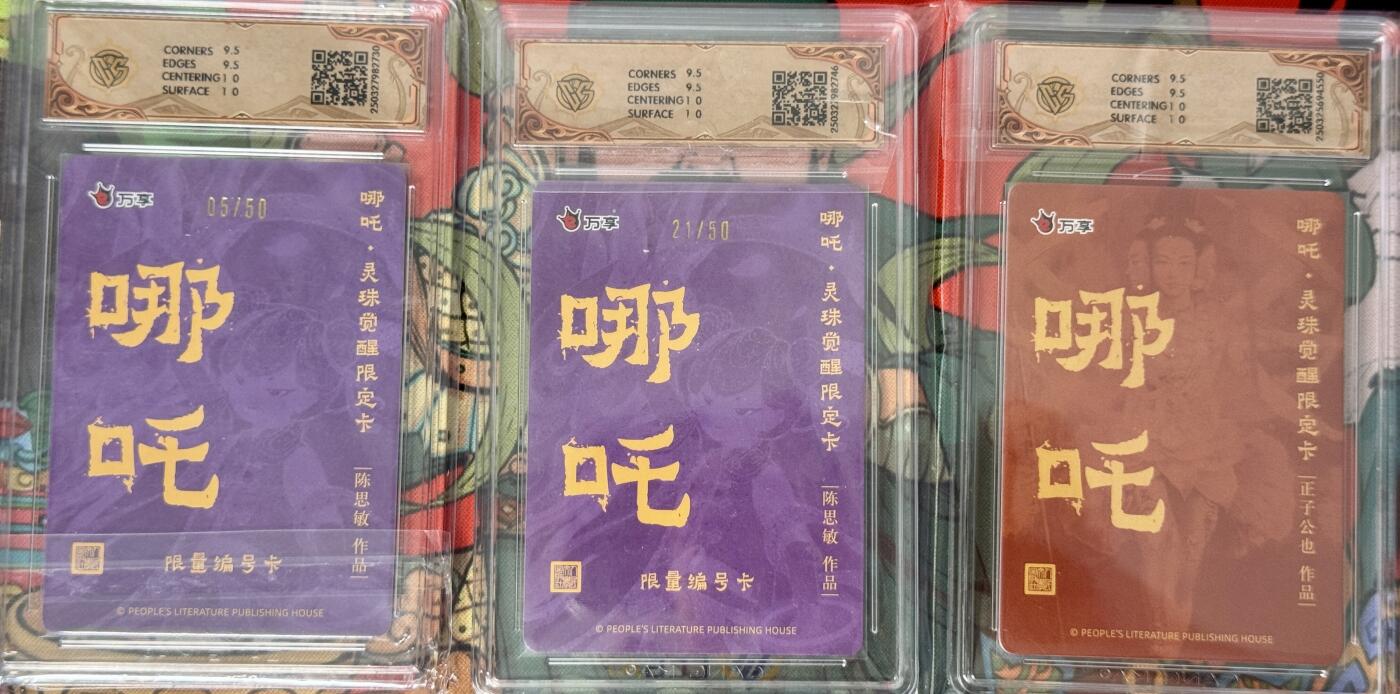 CORNERS 9.5
EDGES 9.5
CENTERING 10
SURFACE 10
250327982730
万享
05/50
哪吒·灵珠觉醒限定卡
陈思敏 作品
哪
吒
限量编号卡
© PEOPLE'S LITERATURE PUBLISHING HOUSE
CORNERS 9.5
EDGES 9.5
CENTERING 10
SURFACE 10
250327982746
万享
21/50
哪吒·灵珠觉醒限定卡
陈思敏 作品
哪
吒
限量编号卡
© PEOPLE'S LITERATURE PUBLISHING HOUSE
CORNERS 9.5
EDGES 9.5
CENTERING 10
SURFACE 10
250325694550
万享
哪吒·灵珠觉醒限定卡
正子公也 作品
哪
吒
© PEOPLE'S LITERATURE PUBLISHING HOUSE